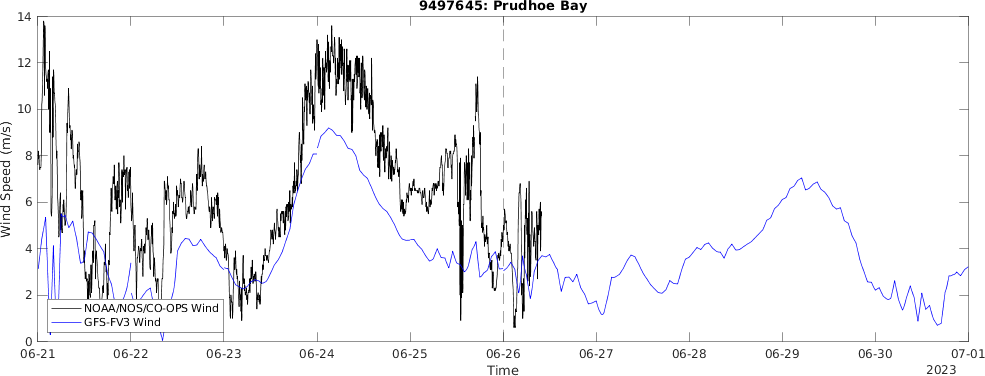 9497645: Prudhoe Bay
14
12
10
8
6
4
2
0
Wind Speed (m/s)
NOAA/NOS/CO-OPS Wind
GFS-FV3 Wind
06-21 06-22 06-23 06-24 06-25 06-26 06-27 06-28 06-29 06-30 07-01
Time
2023